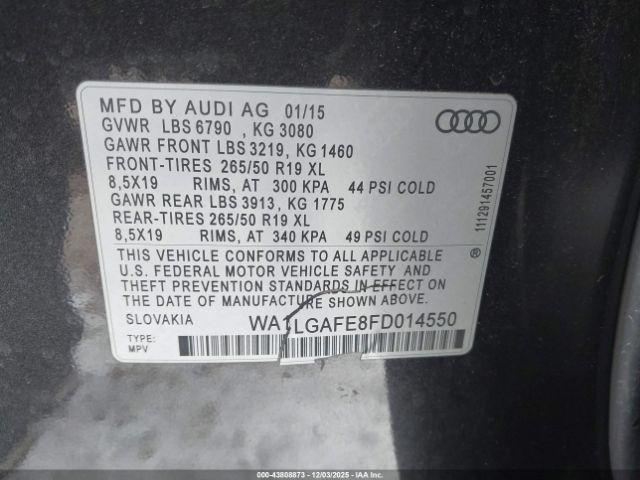 MFD BY AUDI AG 01/15
GVWR LBS 6790 , KG 3080
GAWR FRONT LBS 3219, KG 1460
FRONT-TIRES 265/50 R19 XL
8,5X19 RIMS, AT 300 KPA 44 PSI COLD
GAWR REAR LBS 3913, KG 1775
REAR-TIRES 265/50 R19 XL
8,5X19 RIMS, AT 340 KPA 49 PSI COLD
THIS VEHICLE CONFORMS TO ALL APPLICABLE
U.S. FEDERAL MOTOR VEHICLE SAFETY AND
THEFT PREVENTION STANDARDS IN EFFECT ON
THE DATE OF MANUFACTURE SHOWN ABOVE.
SLOVAKIA WA1LGAFE8FD014550
TYPE:
MPV
111291457001
®
000-43808873 - 12/03/2025 - IAAI.COM